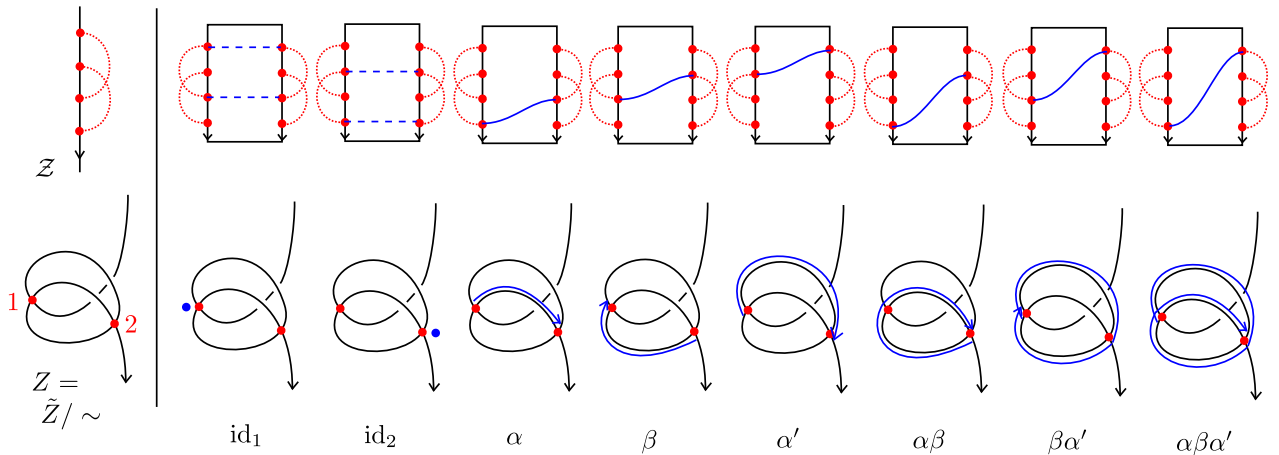 𝒵
1
2
Z =
Z̃/ ∼
id₁
id₂
α
β
α′
αβ
βα′
αβα′